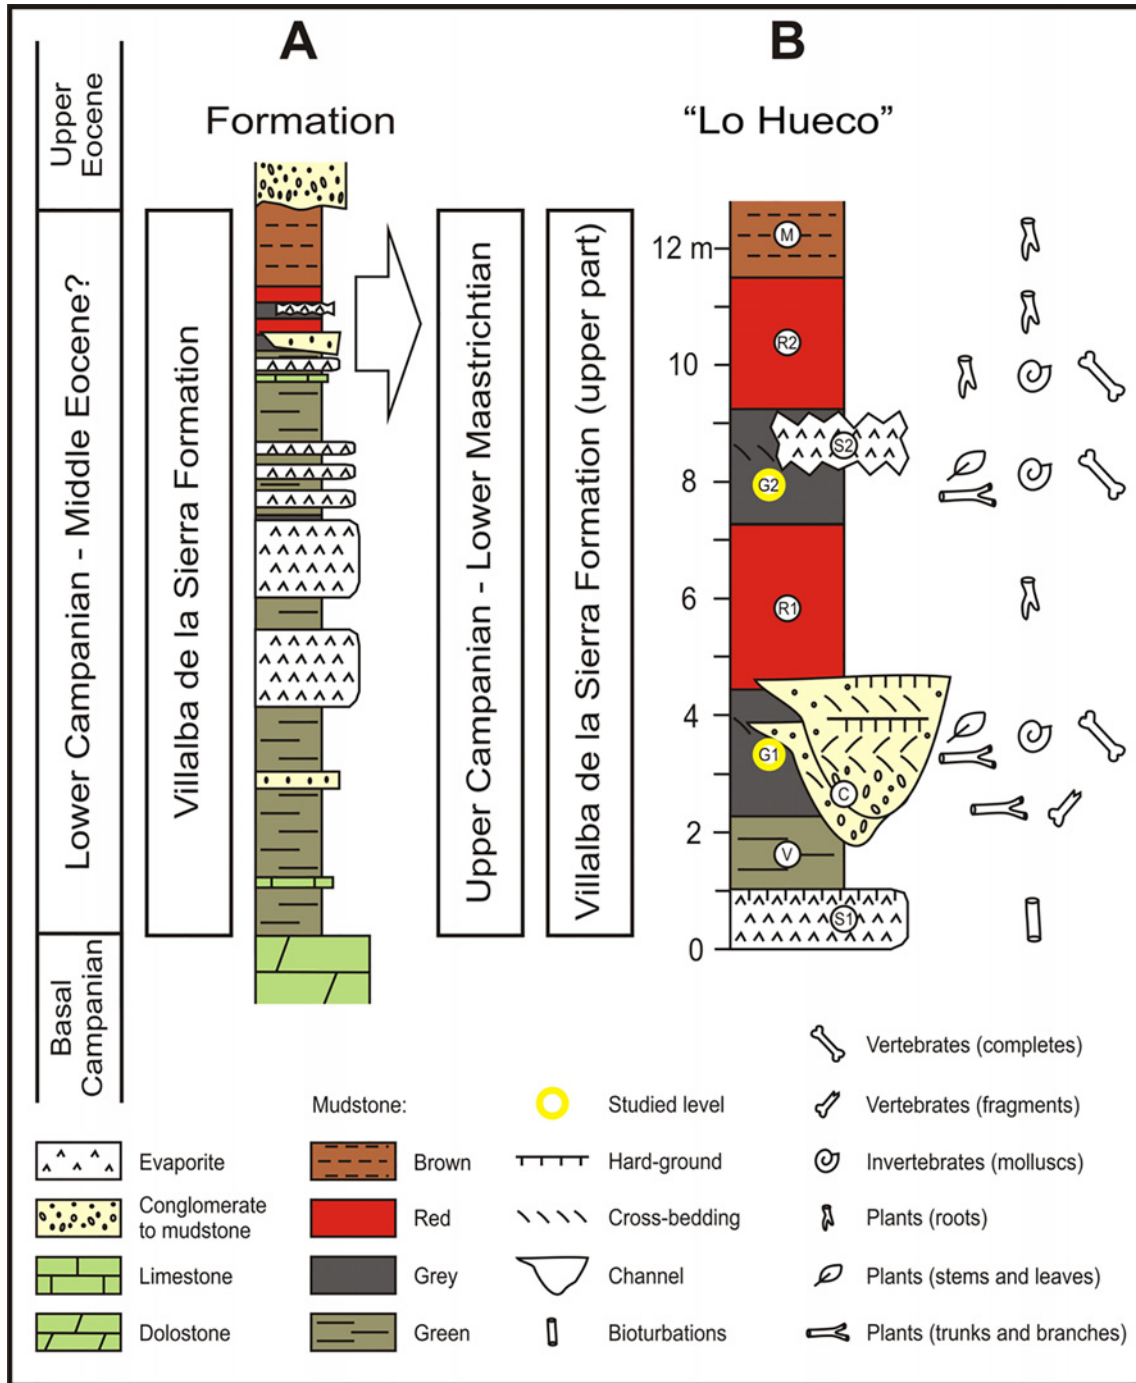 A
B
Formation
"Lo Hueco"
Upper
Eocene
Lower Campanian - Middle Eocene?
Basal
Campanian
Villalba de la Sierra Formation
Upper Campanian - Lower Maastrichtian
Villalba de la Sierra Formation (upper part)
12 m
10
8
6
4
2
0
M
R2
S2
G2
R1
G1
C
V
S1
Evaporite
Conglomerate
to mudstone
Limestone
Dolostone
Mudstone:
Brown
Red
Grey
Green
Studied level
Hard-ground
Cross-bedding
Channel
Bioturbations
Vertebrates (completes)
Vertebrates (fragments)
Invertebrates (molluscs)
Plants (roots)
Plants (stems and leaves)
Plants (trunks and branches)